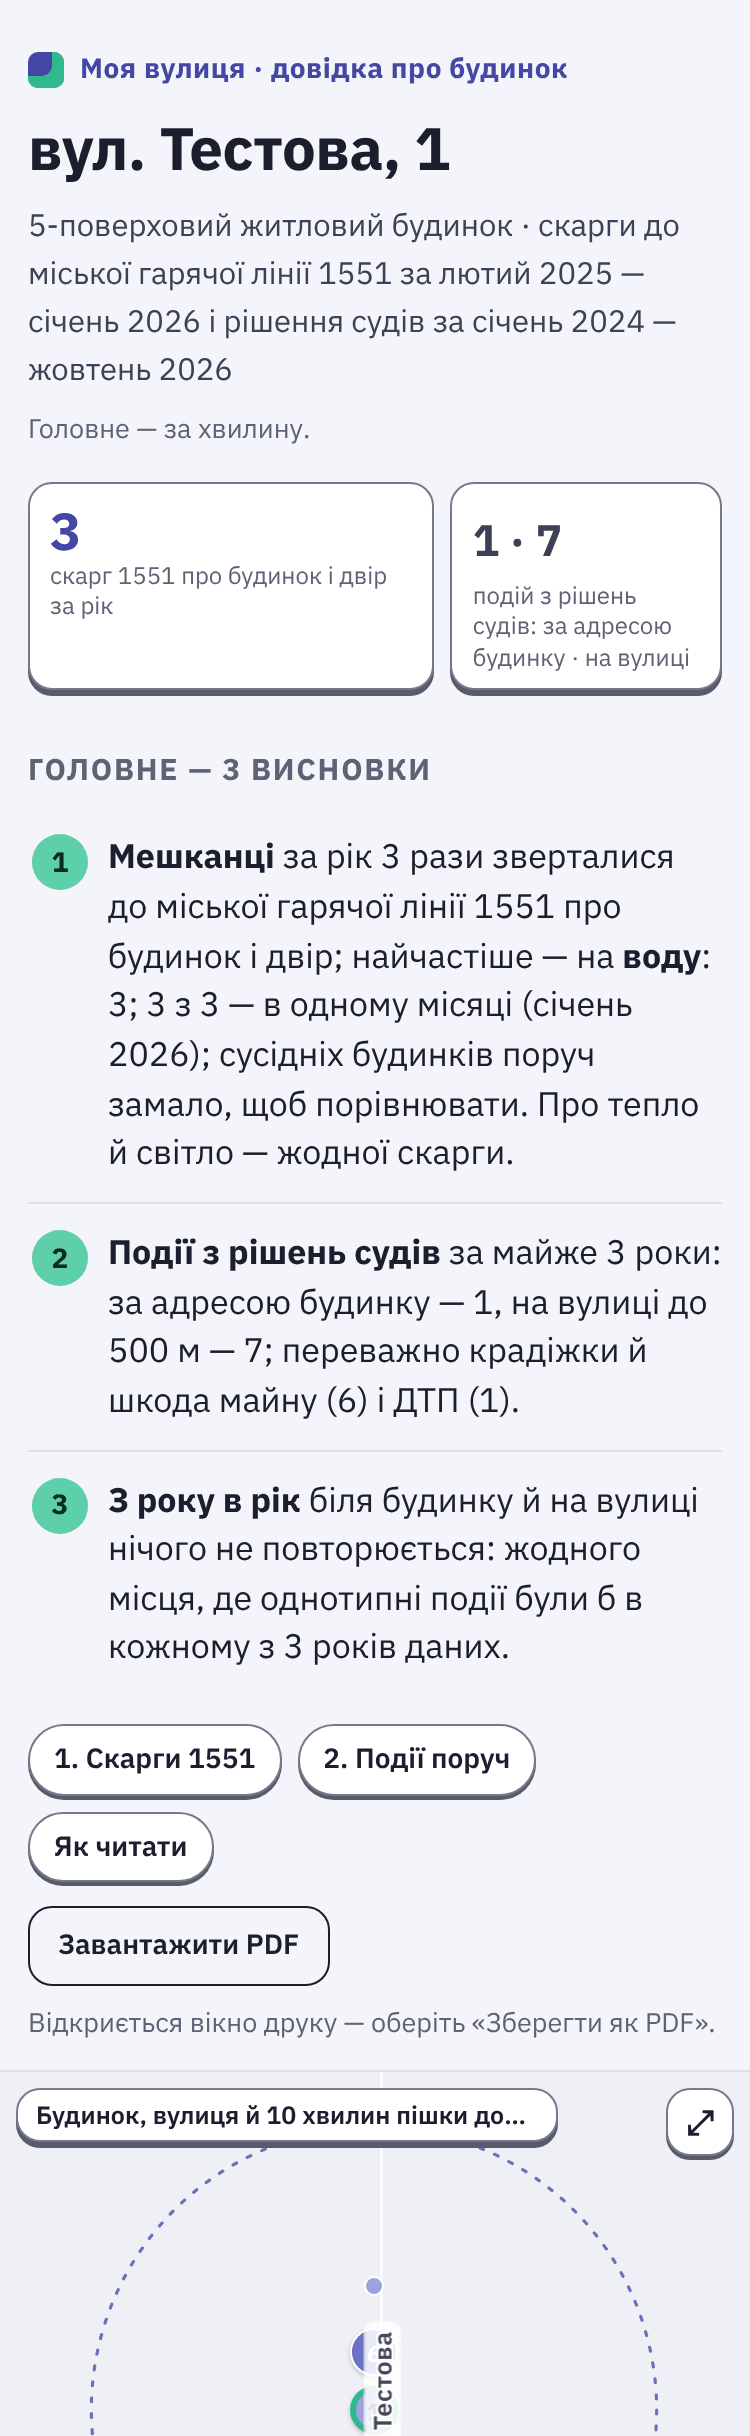 Моя вулиця · довідка про будинок
вул. Тестова, 1
5-поверховий житловий будинок · скарги до
міської гарячої лінії 1551 за лютий 2025 —
січень 2026 і рішення судів за січень 2024 —
жовтень 2026
Головне — за хвилину.
3
скарг 1551 про будинок і двір
за рік
1 · 7
подій з рішень
судів: за адресою
будинку · на вулиці
ГОЛОВНЕ — 3 ВИСНОВКИ
1
Мешканці за рік 3 рази зверталися
до міської гарячої лінії 1551 про
будинок і двір; найчастіше — на воду:
3; 3 з 3 — в одному місяці (січень
2026); сусідніх будинків поруч
замало, щоб порівнювати. Про тепло
й світло — жодної скарги.
2
Події з рішень судів за майже 3 роки:
за адресою будинку — 1, на вулиці до
500 м — 7; переважно крадіжки й
шкода майну (6) і ДТП (1).
3
З року в рік біля будинку й на вулиці
нічого не повторюється: жодного
місця, де однотипні події були б в
кожному з 3 років даних.
1. Скарги 1551
2. Події поруч
Як читати
Завантажити PDF
Відкриється вікно друку — оберіть «Зберегти як PDF».
Будинок, вулиця й 10 хвилин пішки до...
Тестова